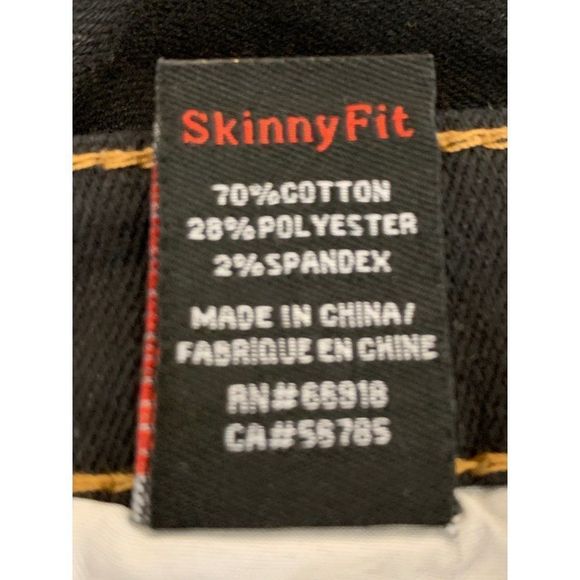 SkinnyFit
70%COTTON
28%POLYESTER
2%SPANDEX
MADE IN CHINA/
FABRIQUE EN CHINE
RN#66918
CA#56785